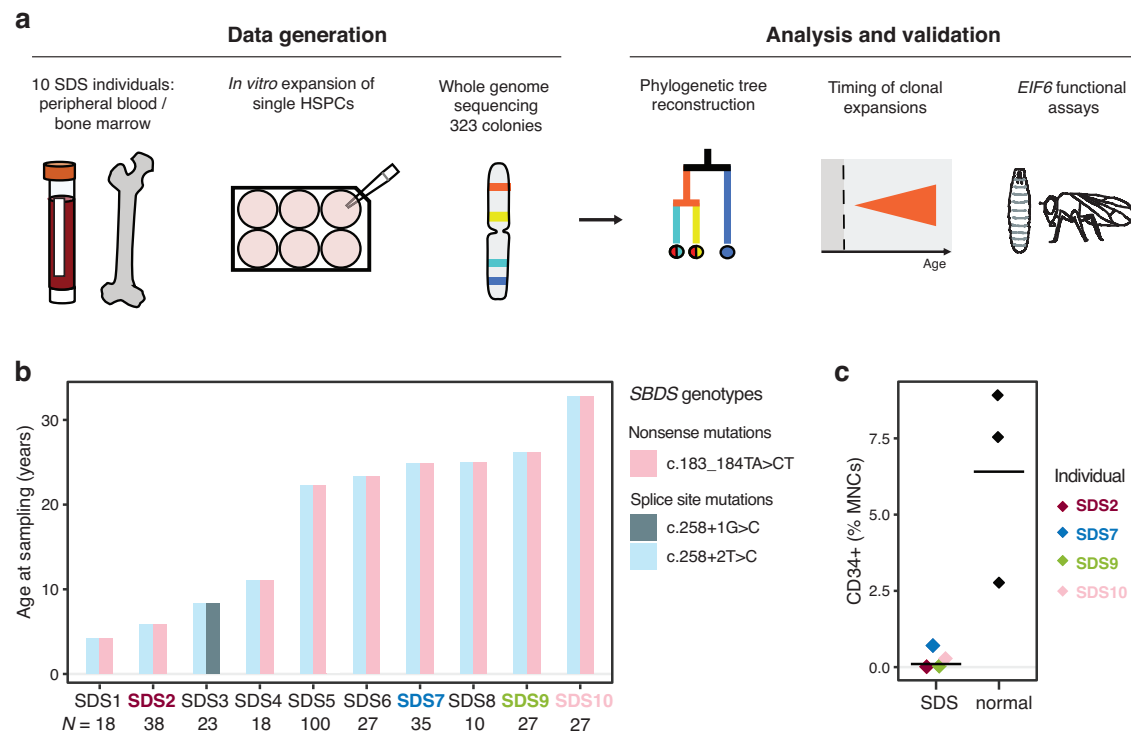 a
Data generation
Analysis and validation
10 SDS individuals:
peripheral blood /
bone marrow
In vitro expansion of
single HSPCs
Whole genome
sequencing
323 colonies
Phylogenetic tree
reconstruction
Timing of clonal
expansions
EIF6 functional
assays
Age
b
Age at sampling (years)
30
20
10
0
SDS1 SDS2 SDS3 SDS4 SDS5 SDS6 SDS7 SDS8 SDS9 SDS10
N = 18 38 23 18 100 27 35 10 27 27
SBDS genotypes
Nonsense mutations
c.183_184TA>CT
Splice site mutations
c.258+1G>C
c.258+2T>C
c
CD34+ (% MNCs)
7.5
5.0
2.5
0.0
SDS normal
Individual
SDS2
SDS7
SDS9
SDS10